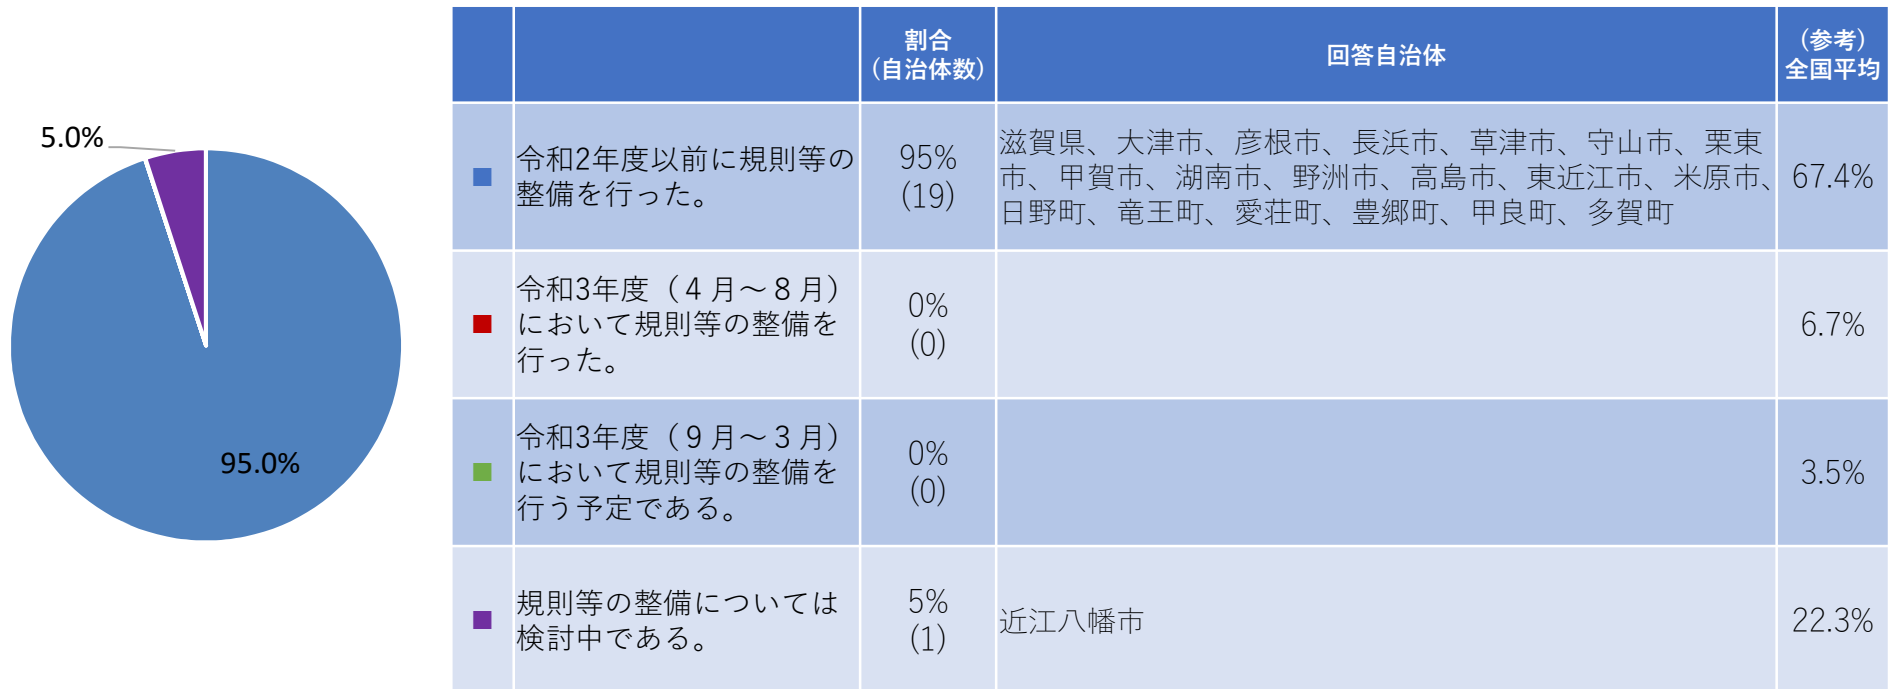 5.0%
95.0%
割合
(自治体数)
回答自治体
(参考)
全国平均
令和2年度以前に規則等の
整備を行った。
95%
(19)
滋賀県、大津市、彦根市、長浜市、草津市、守山市、栗東
市、甲賀市、湖南市、野洲市、高島市、東近江市、米原市、
日野町、竜王町、愛荘町、豊郷町、甲良町、多賀町
67.4%
令和3年度（４月～８月）
において規則等の整備を
行った。
0%
(0)
6.7%
令和3年度（９月～３月）
において規則等の整備を
行う予定である。
0%
(0)
3.5%
規則等の整備については
検討中である。
5%
(1)
近江八幡市
22.3%